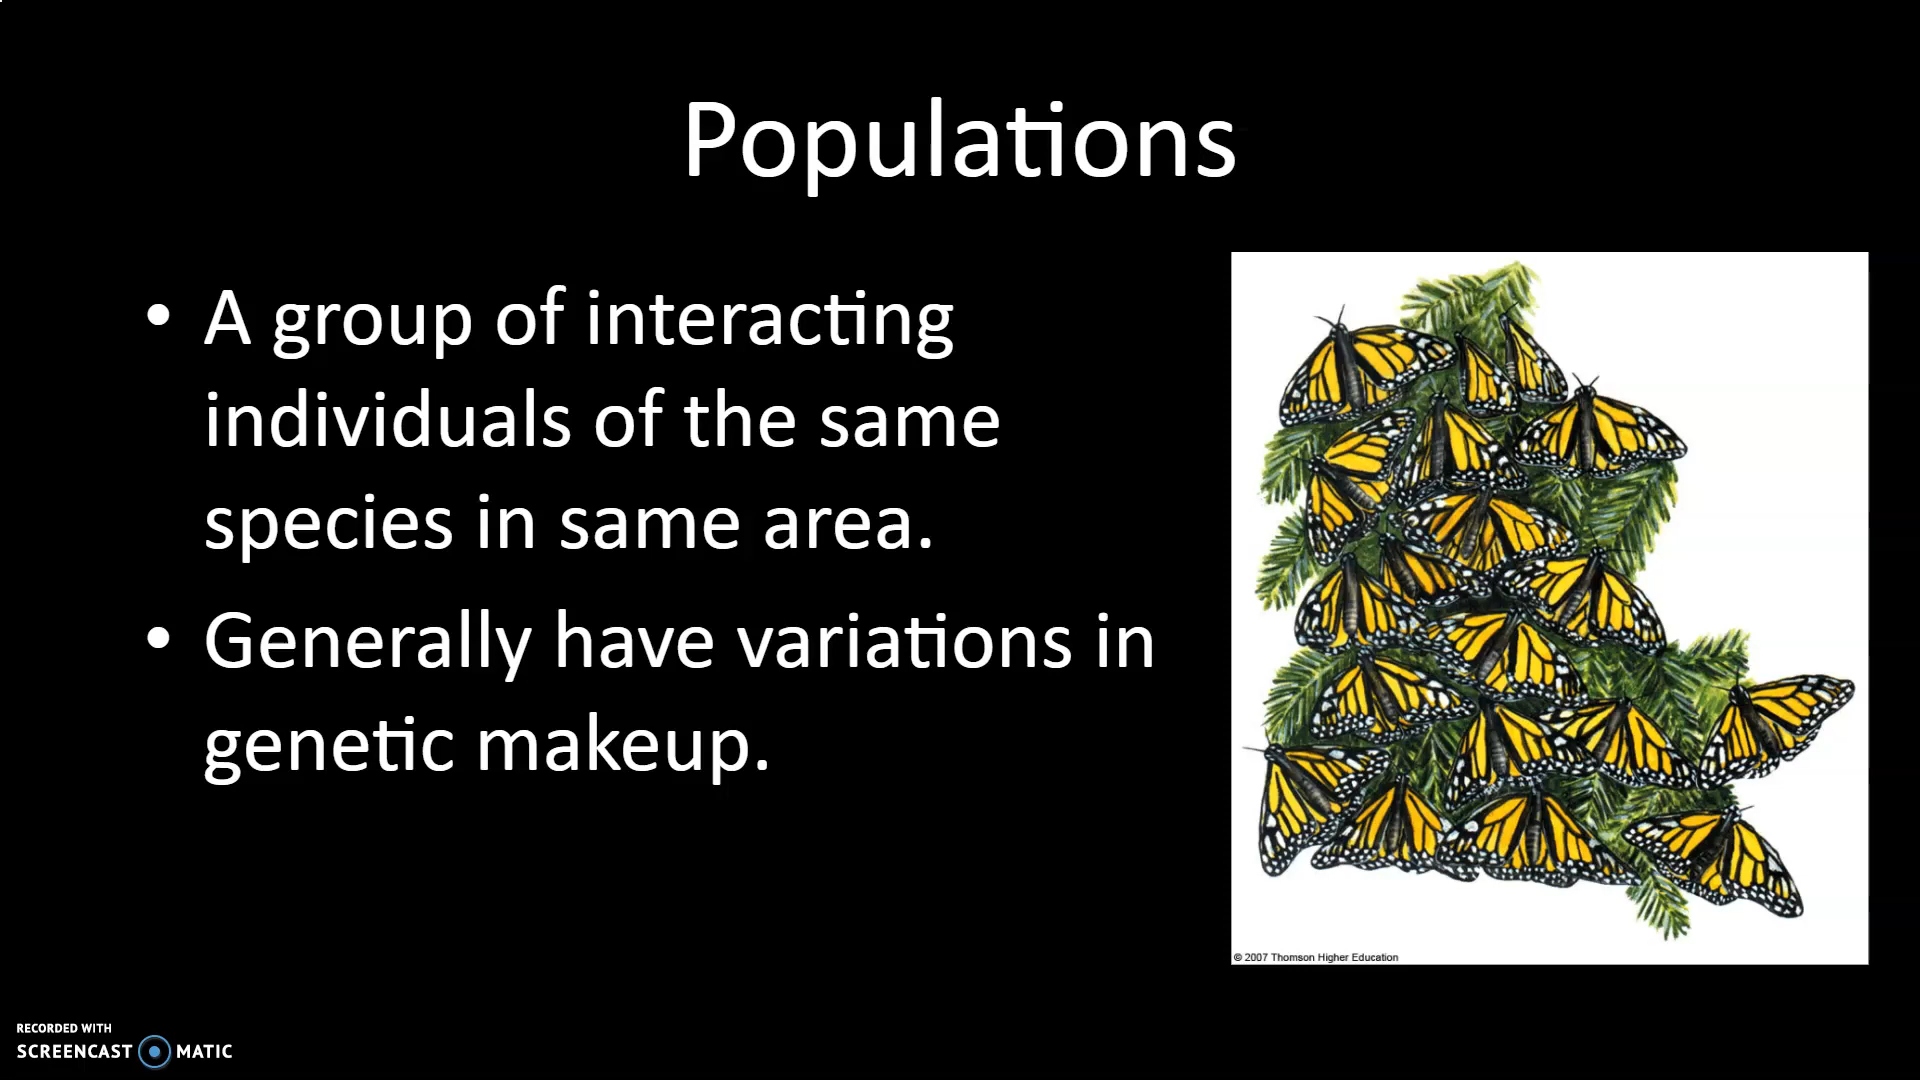 Populations
• A group of interacting
individuals of the same
species in same area.
• Generally have variations in
genetic makeup.
© 2007 Thomson Higher Education
RECORDED WITH
SCREENCAST MATIC